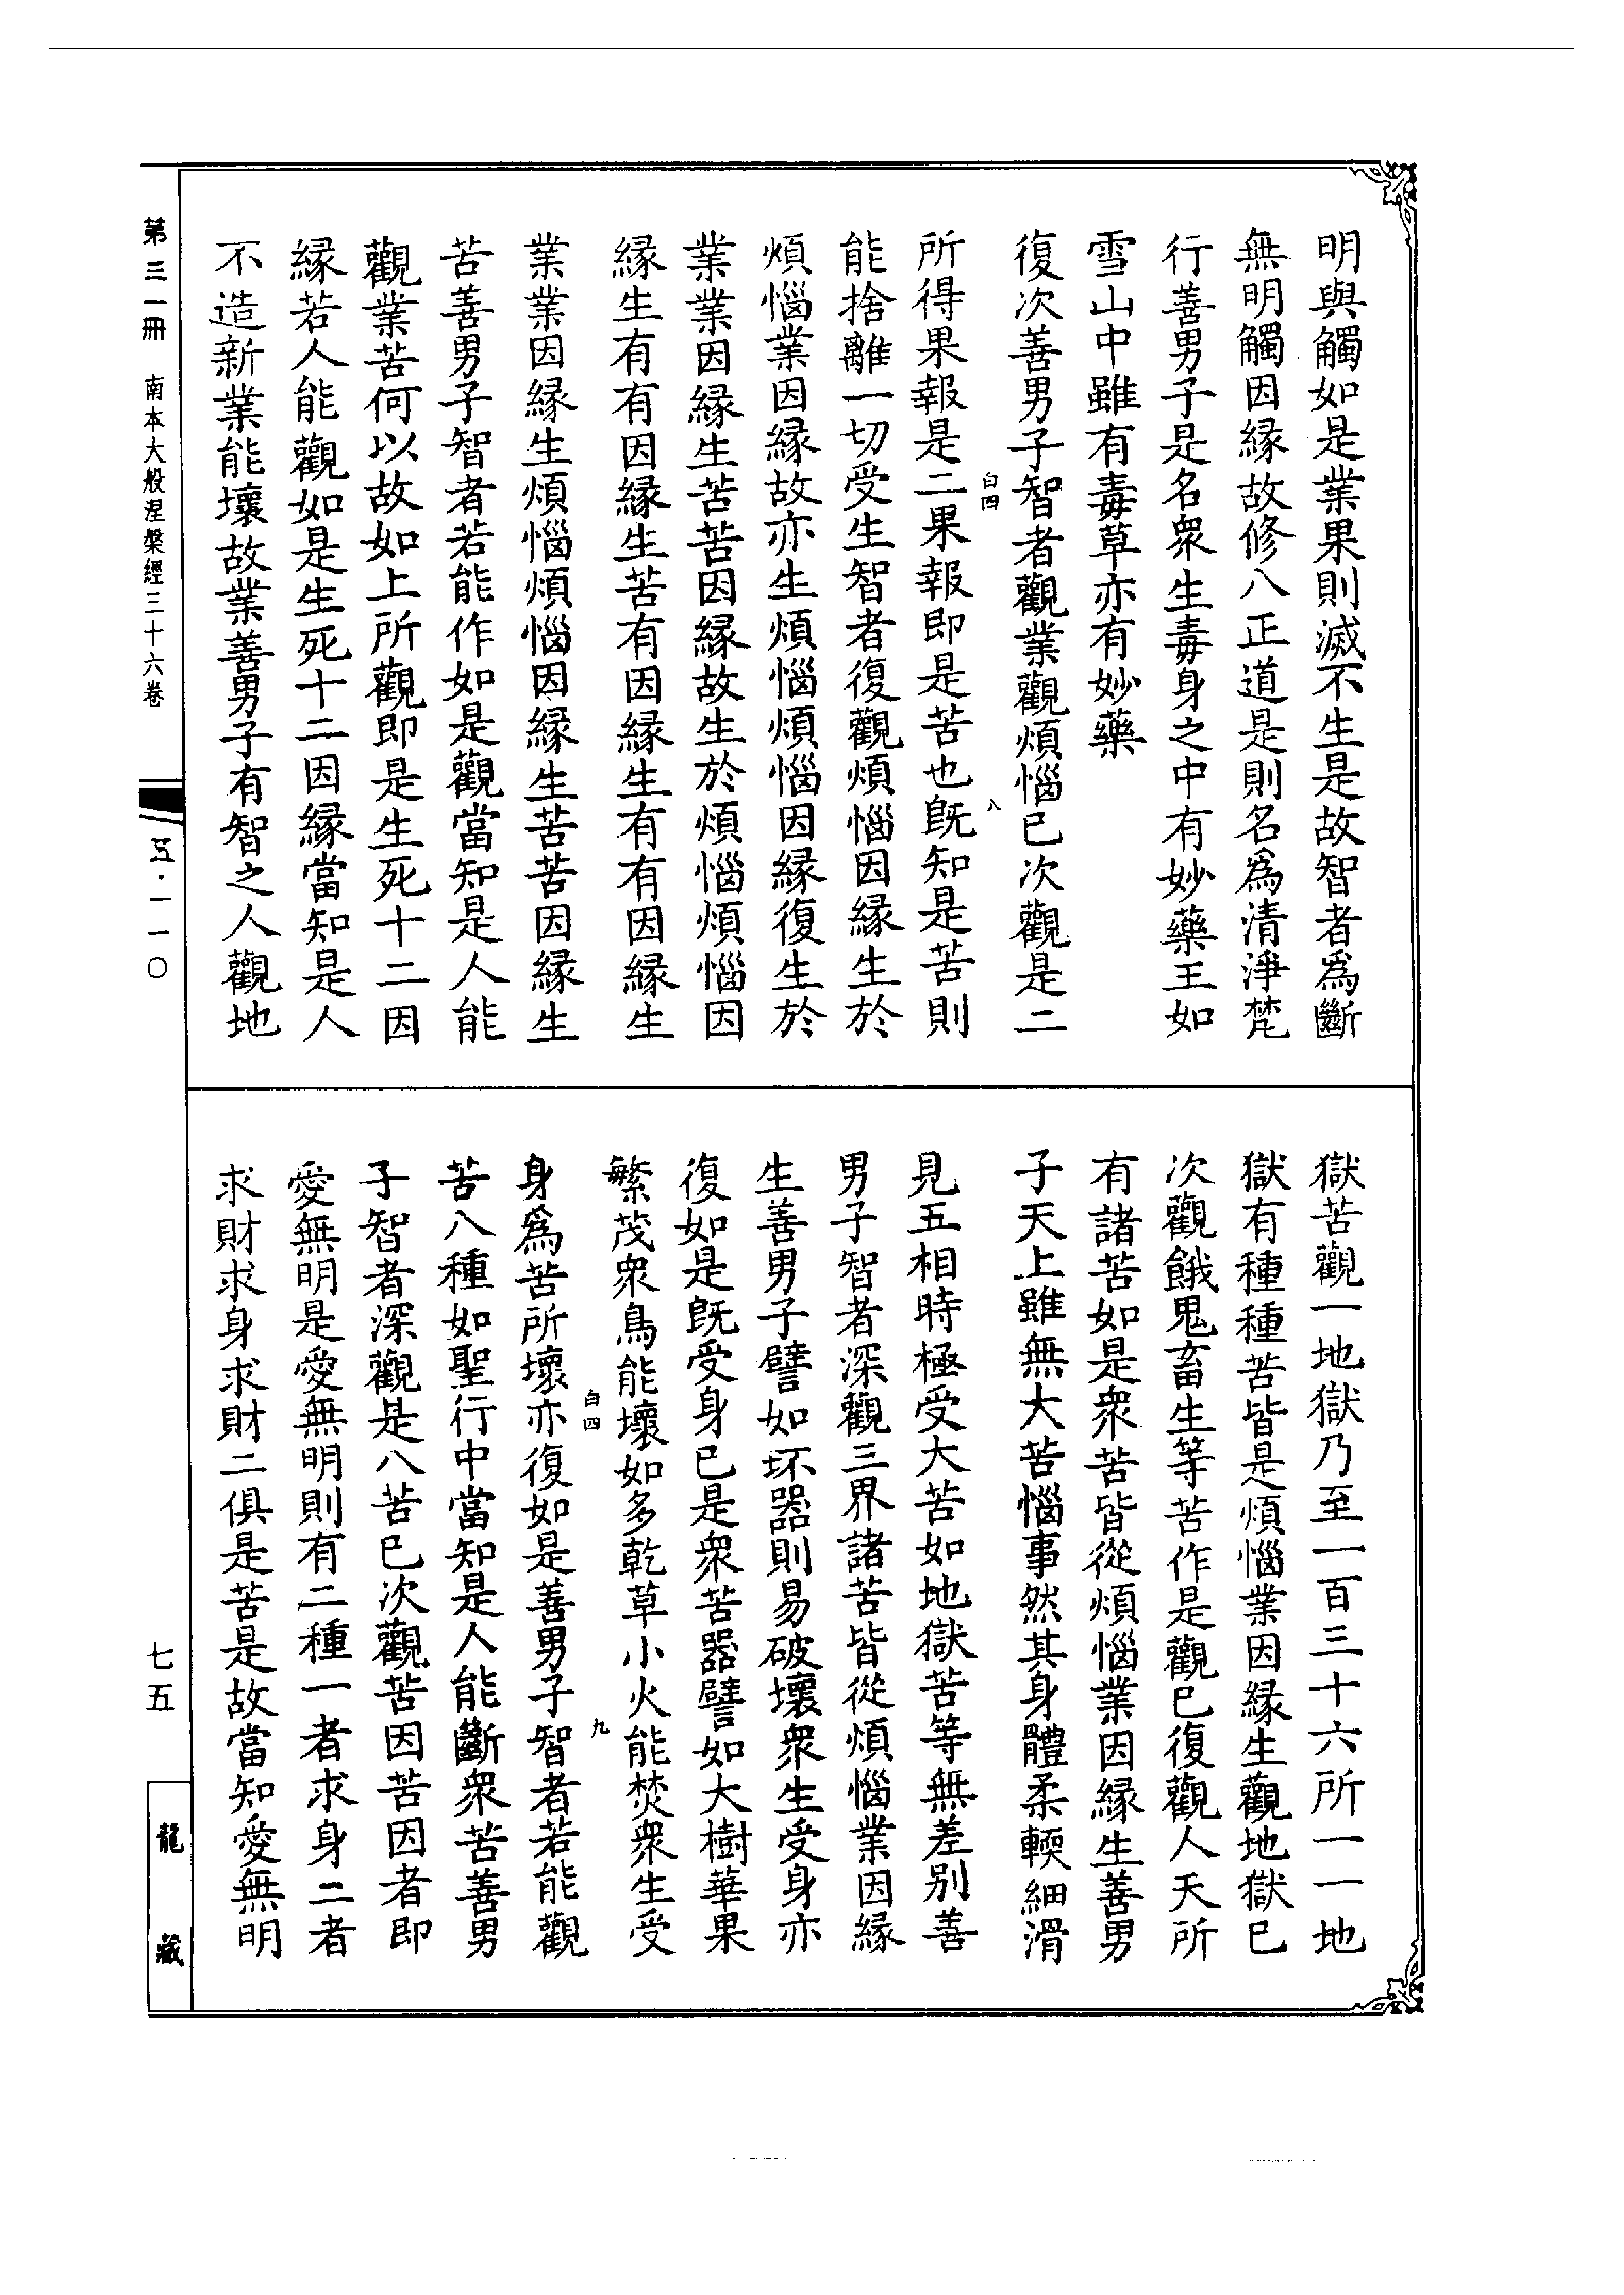 明與觸如是業果則滅不生是故智者爲斷
無明觸因縁故修八正道是則名爲清淨梵
行善男子是名衆生毒身之中有妙藥王如
雪山中雖有毒草亦有妙藥
復次善男子智者觀業觀煩惱已次觀是二
白四
八
所得果報是二果報即是苦也旣知是苦則
能捨離一切受生智者復觀煩惱因縁生於
煩惱業因縁故亦生煩惱煩惱因縁復生於
業業因縁生苦苦因縁故生於煩惱煩惱因
縁生有有因縁生苦有因縁生有有因縁生
業業因縁生煩惱煩惱因縁生苦苦因縁生
苦善男子智者若能作如是觀當知是人能
觀業苦何以故如上所觀即是生死十二因
縁若人能觀如是生死十二因縁當知是人
不造新業能壞故業善男子有智之人觀地
獄苦觀一地獄乃至一百三十六所一一地
獄有種種苦皆是煩惱業因縁生觀地獄已
次觀餓鬼畜生等苦作是觀已復觀人天所
有諸苦如是衆苦皆從煩惱業因縁生善男
子天上雖無大苦惱事然其身體柔輭細滑
見五相時極受大苦如地獄苦等無差别善
男子智者深觀三界諸苦皆從煩惱業因縁
生善男子譬如坏器則易破壞衆生受身亦
復如是旣受身已是衆苦器譬如大樹華果
繁茂衆鳥能壞如多乾草小火能焚衆生受
白四
九
身爲苦所壞亦復如是善男子智者若能觀
苦八種如聖行中當知是人能斷衆苦善男
子智者深觀是八苦已次觀苦因苦因者即
愛無明是愛無明則有二種一者求身二者
求財求身求財二俱是苦是故當知愛無明
第三一冊 南本大般涅槃經三十六卷
五·一一〇
七五
龍藏